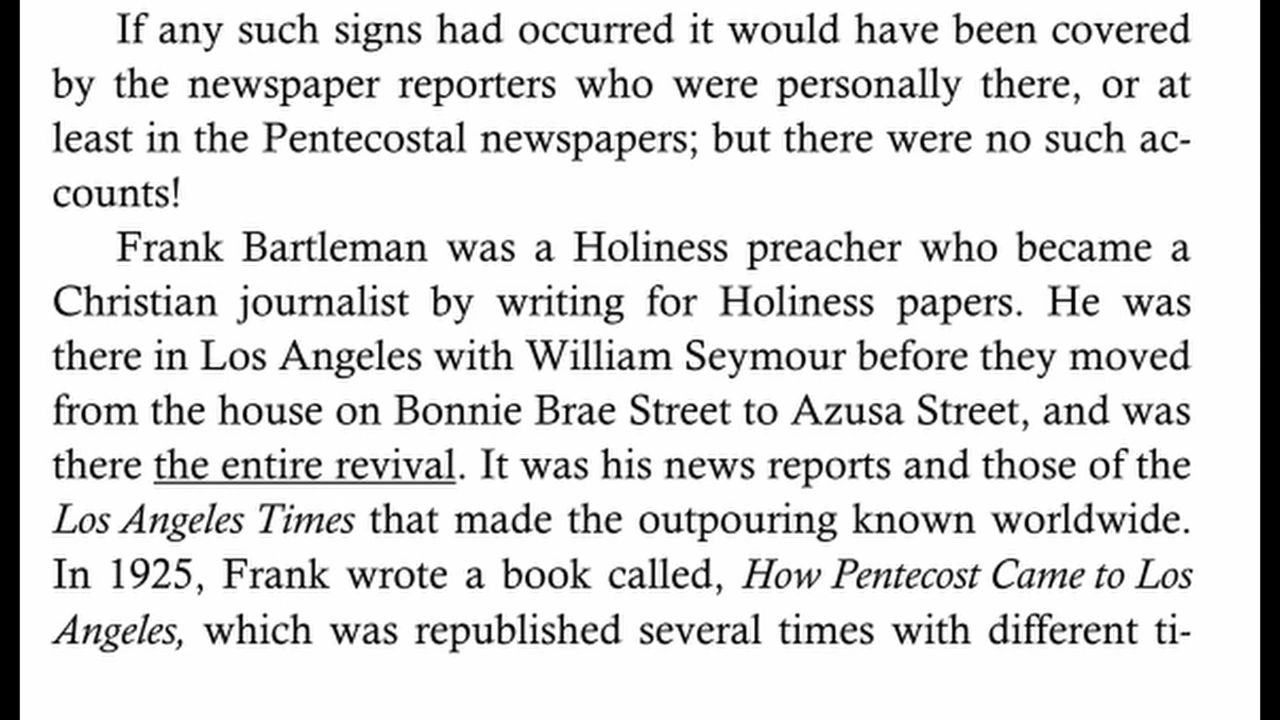 If any such signs had occurred it would have been covered
by the newspaper reporters who were personally there, or at
least in the Pentecostal newspapers; but there were no such ac-
counts!
Frank Bartleman was a Holiness preacher who became a
Christian journalist by writing for Holiness papers. He was
there in Los Angeles with William Seymour before they moved
from the house on Bonnie Brae Street to Azusa Street, and was
there the entire revival. It was his news reports and those of the
Los Angeles Times that made the outpouring known worldwide.
In 1925, Frank wrote a book called, How Pentecost Came to Los
Angeles, which was republished several times with different ti-